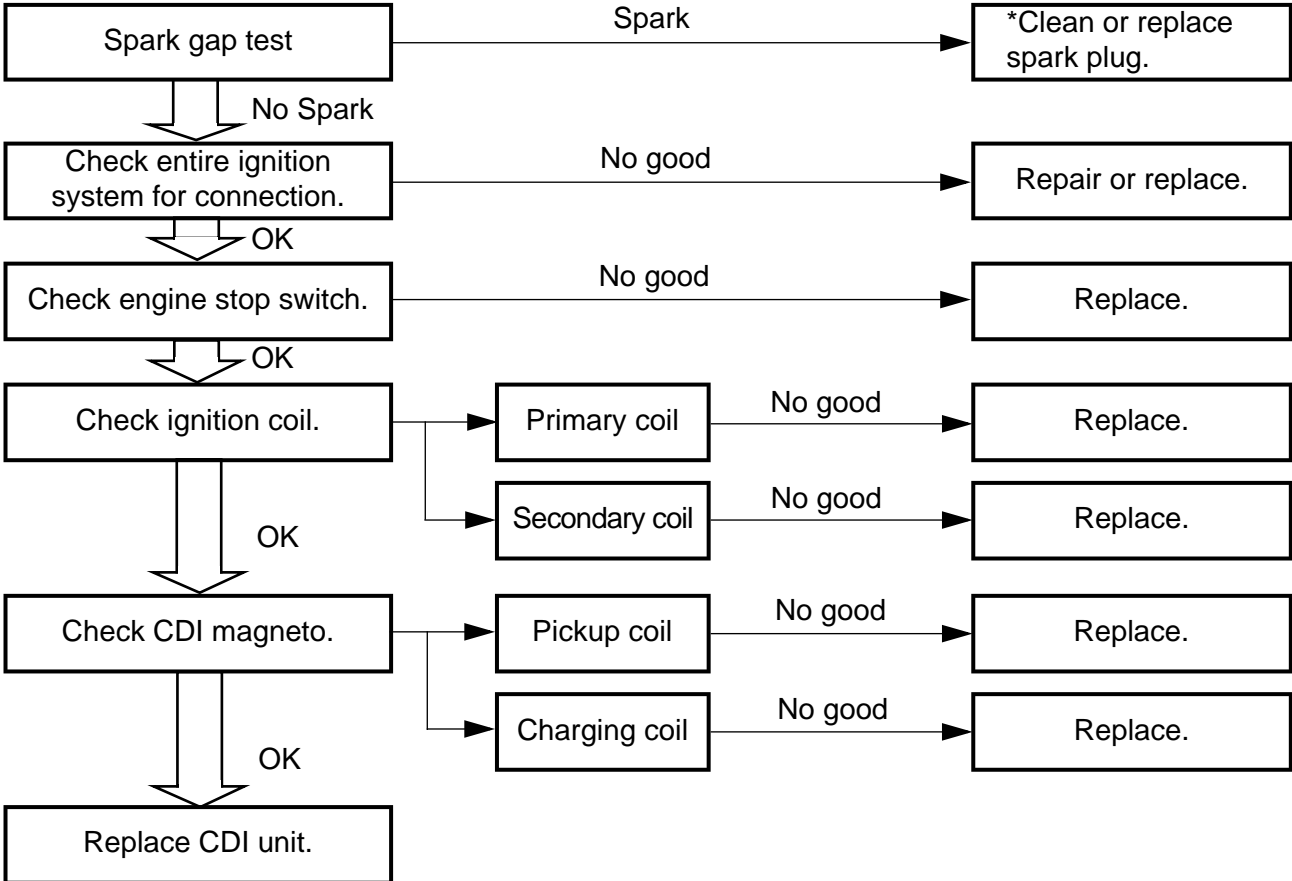 Spark gap test
Spark
*Clean or replace
spark plug.
No Spark
Check entire ignition
system for connection.
No good
Repair or replace.
OK
Check engine stop switch.
No good
Replace.
OK
Check ignition coil.
Primary coil
No good
Replace.
Secondary coil
No good
Replace.
OK
Check CDI magneto.
Pickup coil
No good
Replace.
Charging coil
No good
Replace.
OK
Replace CDI unit.